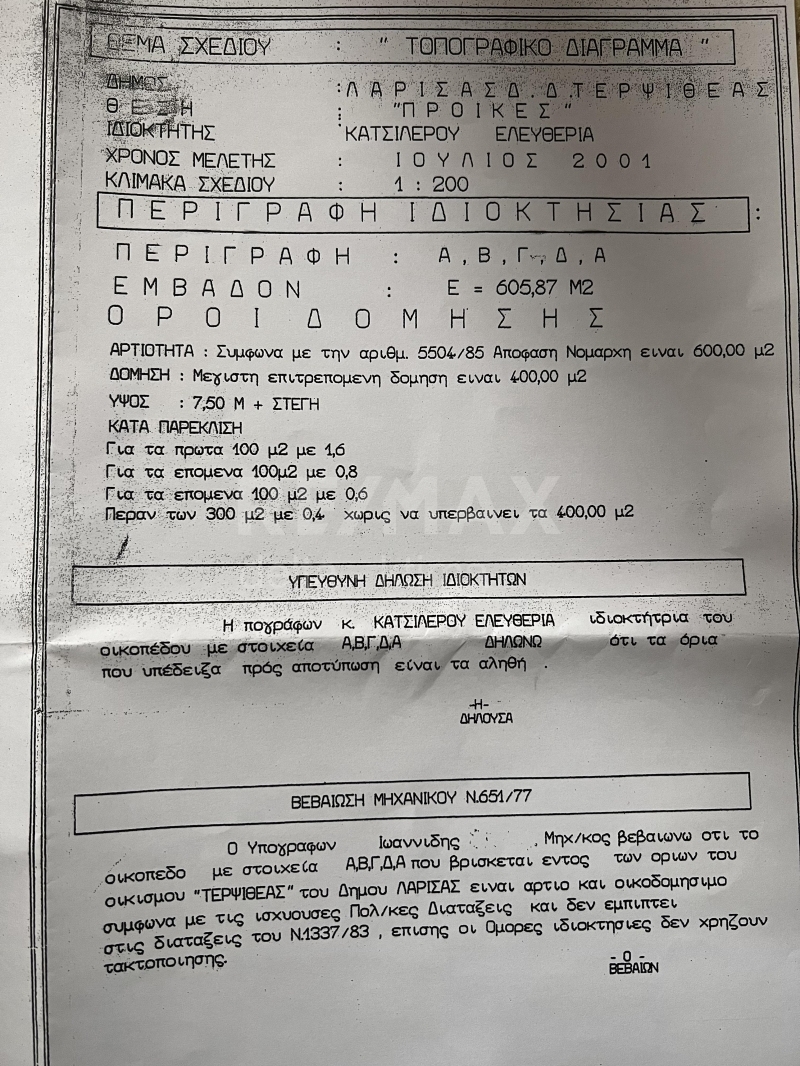 ΘΕΜΑ ΣΧΕΔΙΟΥ : " ΤΟΠΟΓΡΑΦΙΚΟ ΔΙΑΓΡΑΜΜΑ "
ΔΗΜΟΣ : ΛΑΡΙΣΑΣ Δ.Δ.ΤΕΡΨΙΘΕΑΣ
ΘΕΣΗ : "ΠΡΟΙΚΕΣ"
ΙΔΙΟΚΤΗΤΗΣ ΚΑΤΣΙΛΕΡΟΥ ΕΛΕΥΘΕΡΙΑ
ΧΡΟΝΟΣ ΜΕΛΕΤΗΣ : ΙΟΥΛΙΟΣ 2001
ΚΛΙΜΑΚΑ ΣΧΕΔΙΟΥ : 1 : 200
ΠΕΡΙΓΡΑΦΗ ΙΔΙΟΚΤΗΣΙΑΣ :
ΠΕΡΙΓΡΑΦΗ : Α,Β,Γ,Δ,Α
ΕΜΒΑΔΟΝ : Ε = 605,87 Μ2
ΟΡΟΙ ΔΟΜΗΣΗΣ
ΑΡΤΙΟΤΗΤΑ : Συμφωνα με την αριθμ. 5504/85 Αποφαση Νομαρχη ειναι 600,00 μ2
ΔΟΜΗΣΗ : Μεγιστη επιτρεπομενη δομηση ειναι 400,00 μ2
ΥΨΟΣ : 7,50 Μ + ΣΤΕΓΗ
ΚΑΤΑ ΠΑΡΕΚΛΙΣΗ
Για τα πρωτα 100 μ2 με 1,6
Για τα επομενα 100μ2 με 0,8
Για τα επομενα 100 μ2 με 0,6
Περαν των 300 μ2 με 0,4 χωρις να υπερβαινει τα 400,00 μ2
RE/MAX
ΥΠΕΥΘΥΝΗ ΔΗΛΩΣΗ ΙΔΙΟΚΤΗΤΩΝ
Η πογράφων κ. ΚΑΤΣΙΛΕΡΟΥ ΕΛΕΥΘΕΡΙΑ ιδιοκτήτρια του
οικοπέδου με στοιχεία Α,Β,Γ,Δ,Α ΔΗΛΩΝΩ ότι τα όρια
που υπέδειξα πρός αποτύπωση είναι τα αληθή .
-Η-
ΔΗΛΟΥΣΑ
ΒΕΒΑΙΩΣΗ ΜΗΧΑΝΙΚΟΥ Ν.651/77
Ο Υπογραφων Ιωαννιδης , Μηχ/κος βεβαιωνω οτι το
οικοπεδο με στοιχεία Α,Β,Γ,Δ,Α που βρισκεται εντος των οριων του
οικισμου "ΤΕΡΨΙΘΕΑΣ" του Δημου ΛΑΡΙΣΑΣ ειναι αρτιο και οικοδομησιμο
συμφωνα με τις ισχυουσες Πολ/κες Διαταξεις και δεν εμπιπτει
στις διαταξεις του Ν.1337/83 , επισης οι Ομορες ιδιοκτησιες δεν χρηζουν
τακτοποιησης.
- Ο -
ΒΕΒΑΙΩΝ